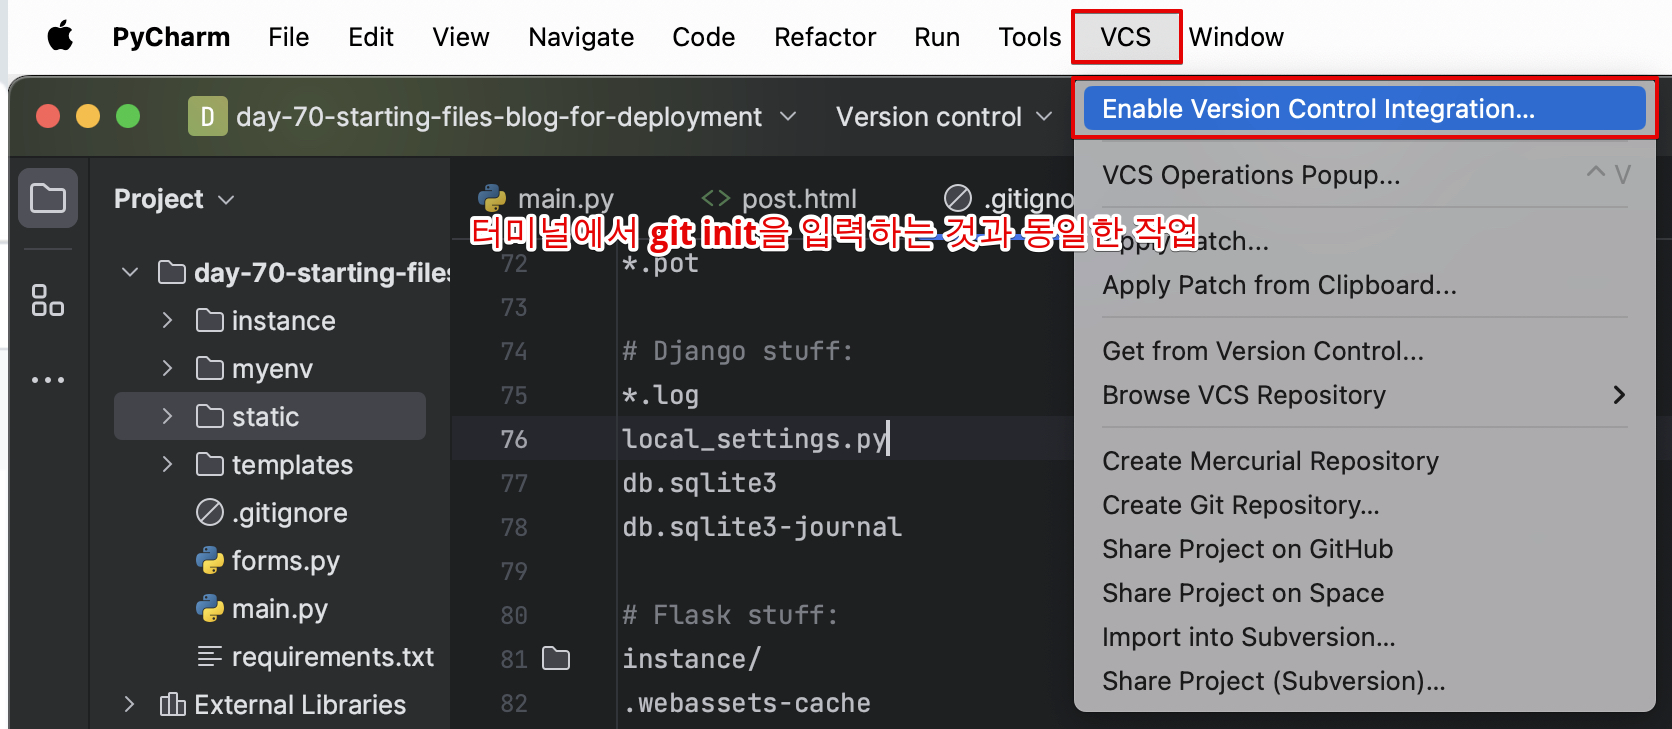 PyCharm File Edit View Navigate Code Refactor Run Tools VCS Window
D day-70-starting-files-blog-for-deployment Version control
Enable Version Control Integration...
VCS Operations Popup... ^ V
Apply Patch...
Apply Patch from Clipboard...
Get from Version Control...
Browse VCS Repository
Create Mercurial Repository
Create Git Repository...
Share Project on GitHub
Share Project on Space
Import into Subversion...
Share Project (Subversion)...
Project
day-70-starting-files
instance
myenv
static
templates
.gitignore
forms.py
main.py
requirements.txt
External Libraries
main.py post.html .gitigno
터미널에서 git init을 입력하는 것과 동일한 작업
72 *.pot
73
74 # Django stuff:
75 *.log
76 local_settings.py
77 db.sqlite3
78 db.sqlite3-journal
79
80 # Flask stuff:
81 instance/
82 .webassets-cache